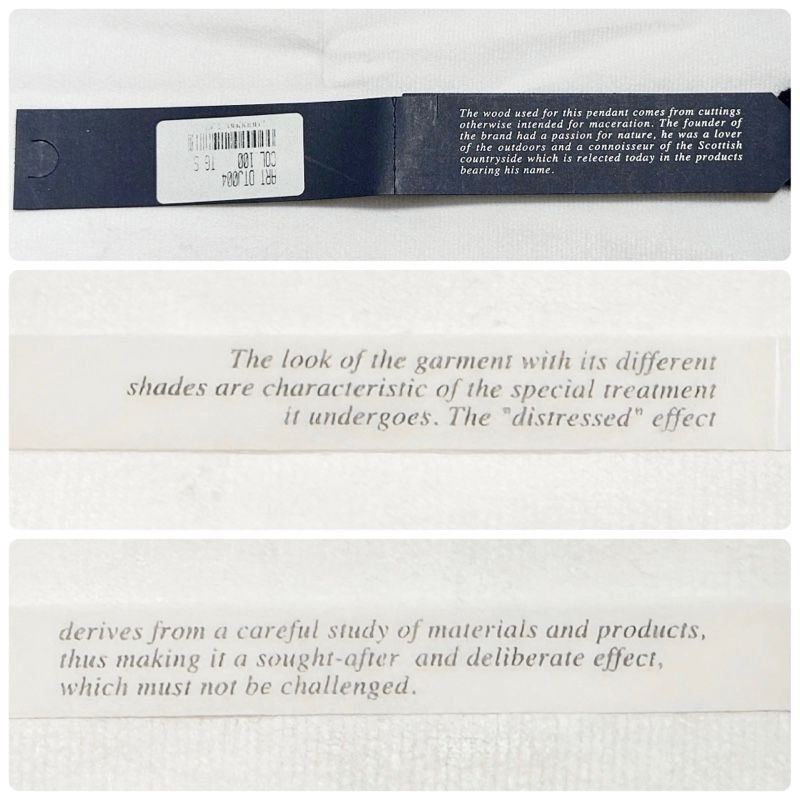 ART DTJ004
COL 100 TG S
The wood used for this pendant comes from cuttings
otherwise intended for maceration. The founder of
the brand had a passion for nature, he was a lover
of the outdoors and a connoisseur of the Scottish
countryside which is relected today in the products
bearing his name.
The look of the garment with its different
shades are characteristic of the special treatment
it undergoes. The "distressed" effect
derives from a careful study of materials and products,
thus making it a sought-after and deliberate effect,
which must not be challenged.